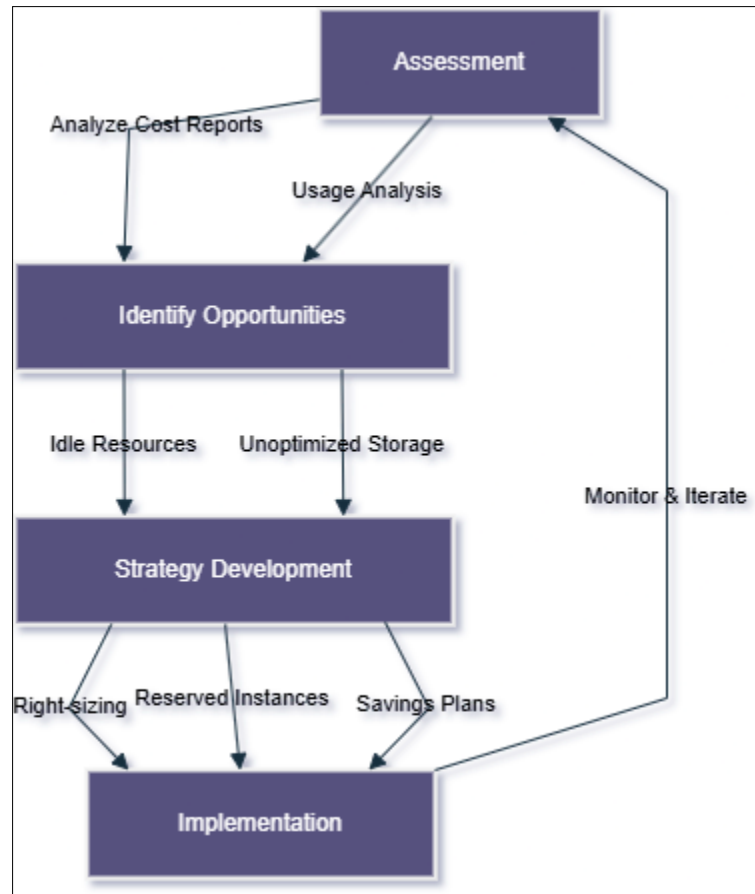 Assessment
Analyze Cost Reports
Usage Analysis
Identify Opportunities
Idle Resources
Unoptimized Storage
Monitor & Iterate
Strategy Development
Right-sizing
Reserved Instances
Savings Plans
Implementation